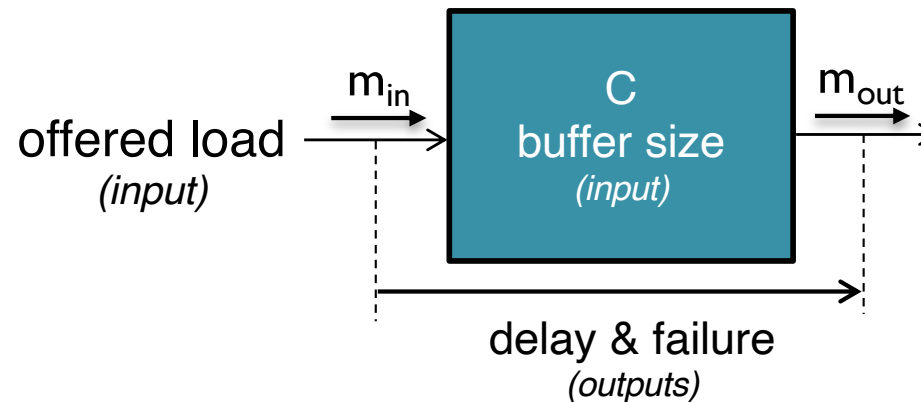 m_in
C
m_out
offered load
(input)
buffer size
(input)
delay & failure
(outputs)